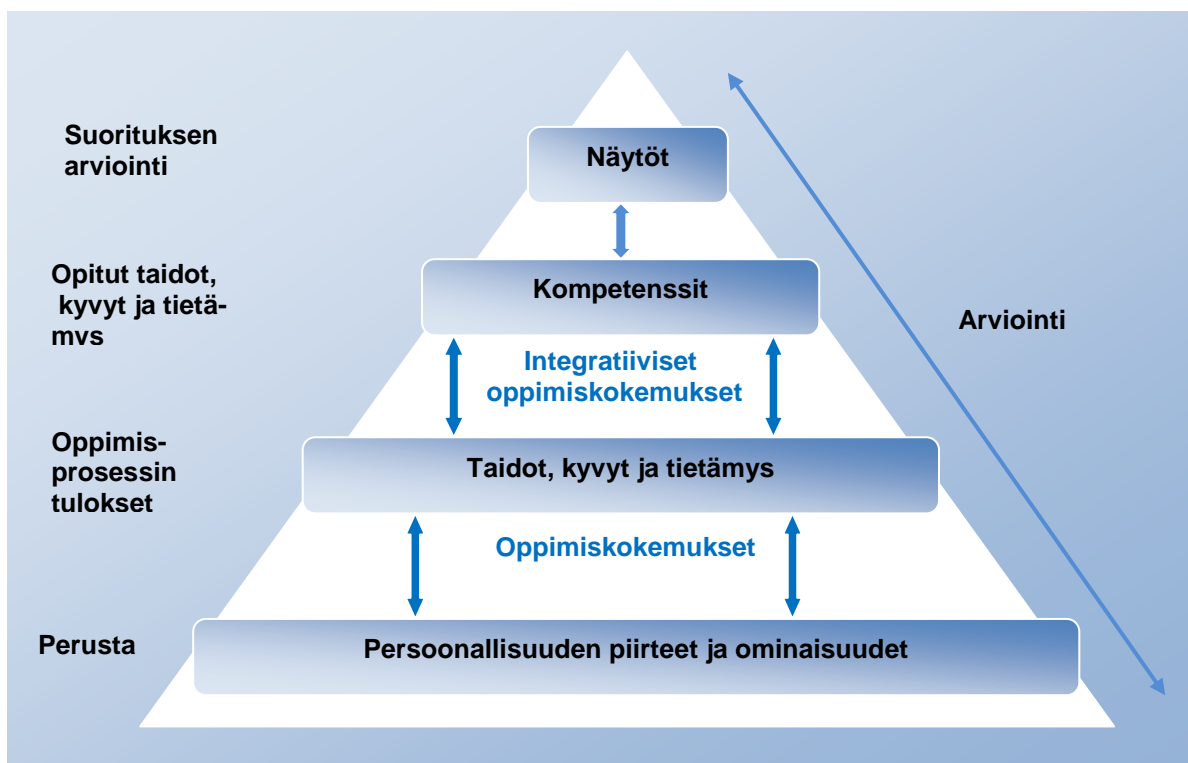 Suorituksen
arviointi
Näytöt
Opitut taidot,
kyvyt ja tietä-
mvs
Kompetenssit
Arviointi
Integratiiviset
oppimiskokemukset
Oppimis-
prosessin
tulokset
Taidot, kyvyt ja tietämys
Oppimiskokemukset
Perusta
Persoonallisuuden piirteet ja ominaisuudet